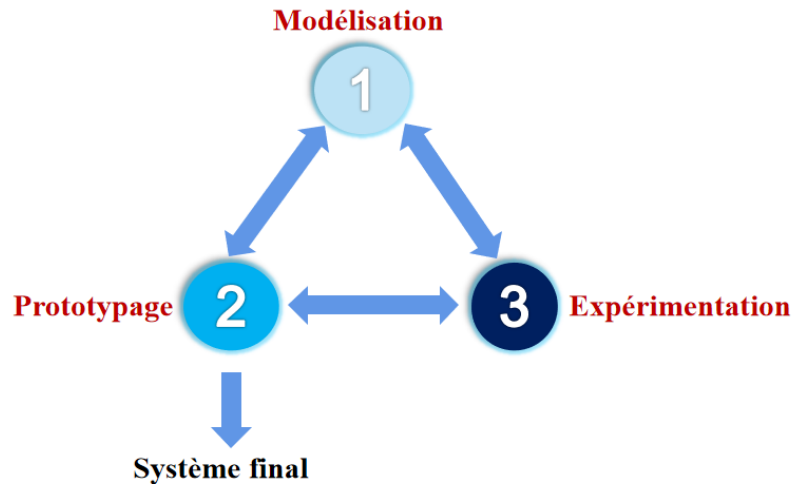 Modélisation
1
Prototypage
2
3
Expérimentation
Système final